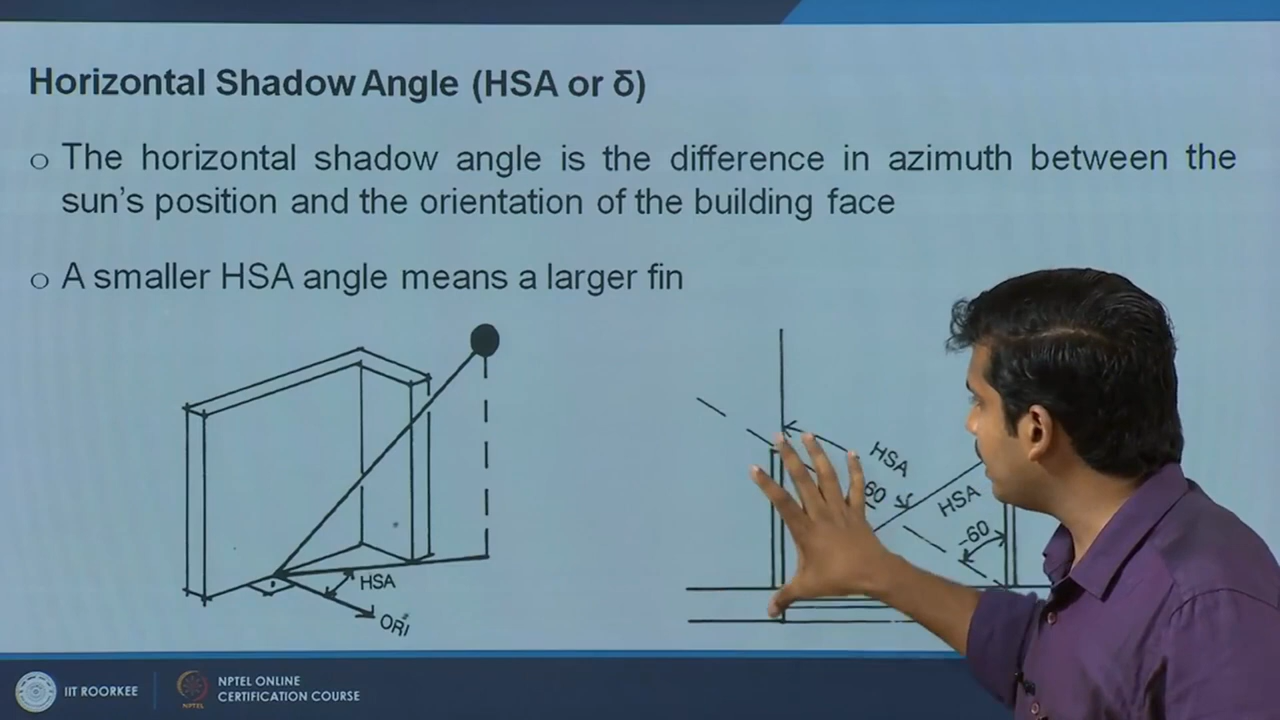 Horizontal Shadow Angle (HSA or δ)
o The horizontal shadow angle is the difference in azimuth between the
sun's position and the orientation of the building face
o A smaller HSA angle means a larger fin
HSA
ORI
HSA
60
HSA
-60
IIT ROORKEE
NPTEL
NPTEL ONLINE
CERTIFICATION COURSE